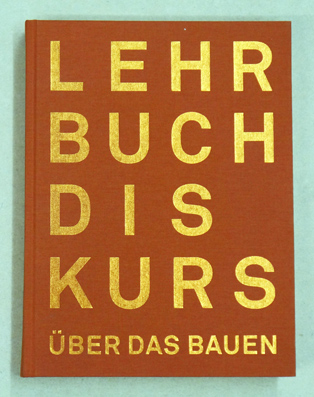 LEHR
BUCH
DIS
KURS
ÜBER DAS BAUEN